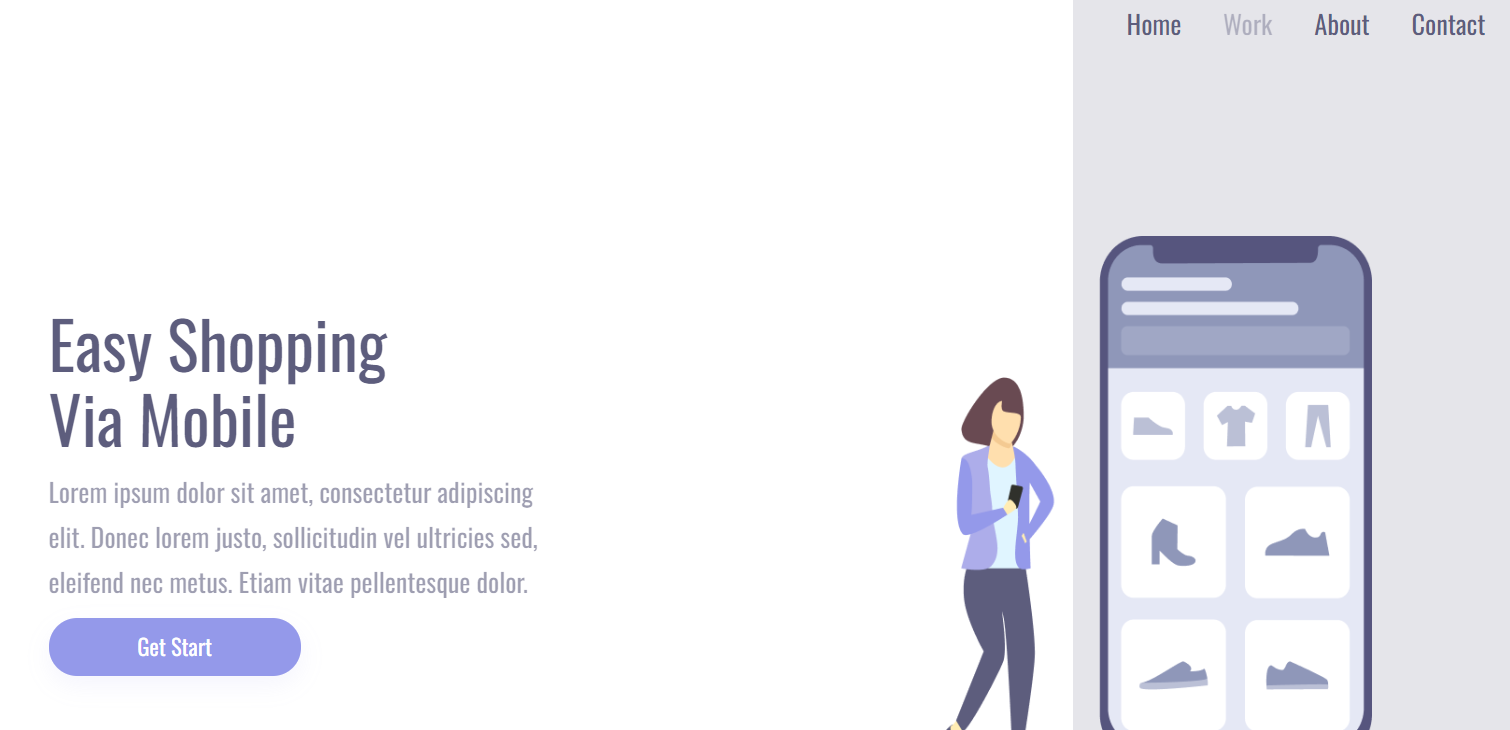 Home Work About Contact
Easy Shopping
Via Mobile
Lorem ipsum dolor sit amet, consectetur adipiscing
elit. Donec lorem justo, sollicitudin vel ultricies sed,
eleifend nec metus. Etiam vitae pellentesque dolor.
Get Start